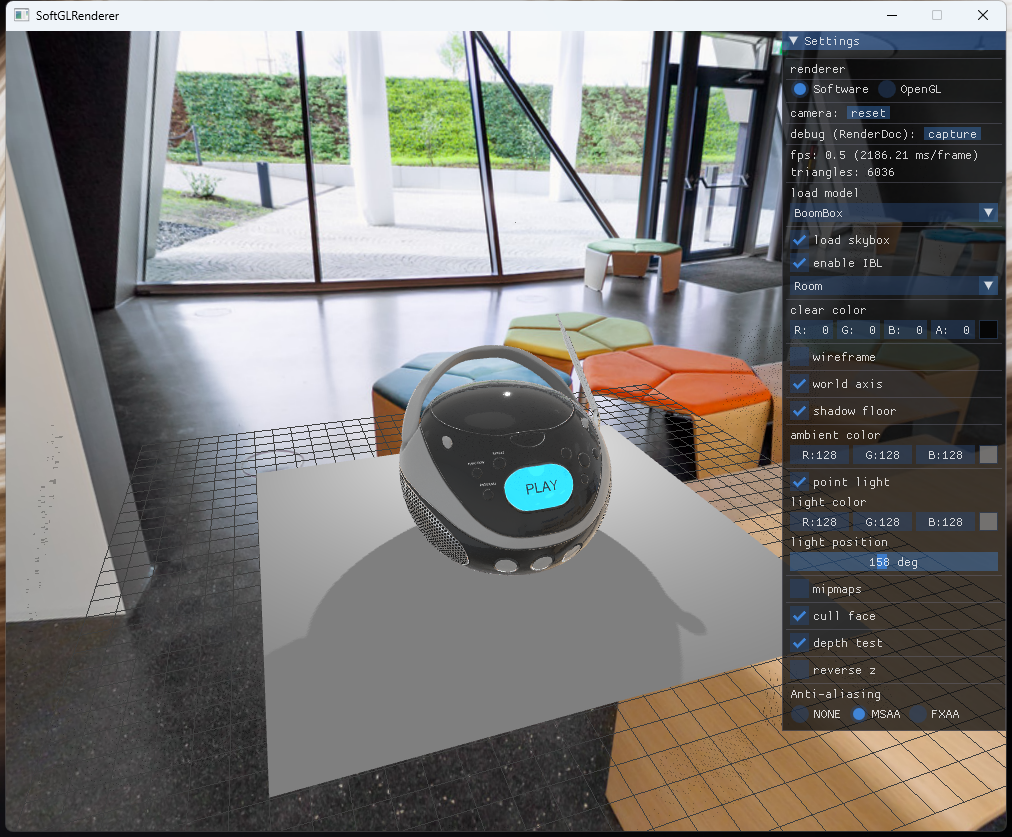 SoftGLRenderer
Settings
renderer
Software OpenGL
camera: reset
debug (RenderDoc): capture
fps: 0.5 (2186.21 ms/frame)
triangles: 6036
load model
BoomBox
load skybox
enable IBL
Room
clear color
R: 0 G: 0 B: 0 A: 0
wireframe
world axis
shadow floor
ambient color
R:128 G:128 B:128
point light
light color
R:128 G:128 B:128
light position
158 deg
mipmaps
cull face
depth test
reverse z
Anti-aliasing
NONE MSAA FXAA
PLAY